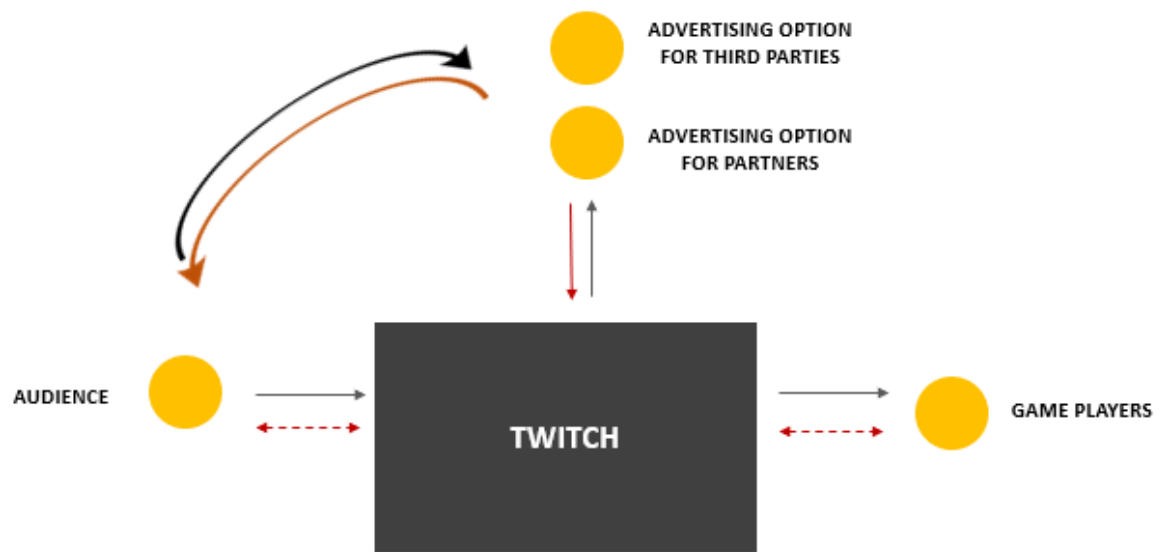 ADVERTISING OPTION
FOR THIRD PARTIES
ADVERTISING OPTION
FOR PARTNERS
AUDIENCE
TWITCH
GAME PLAYERS